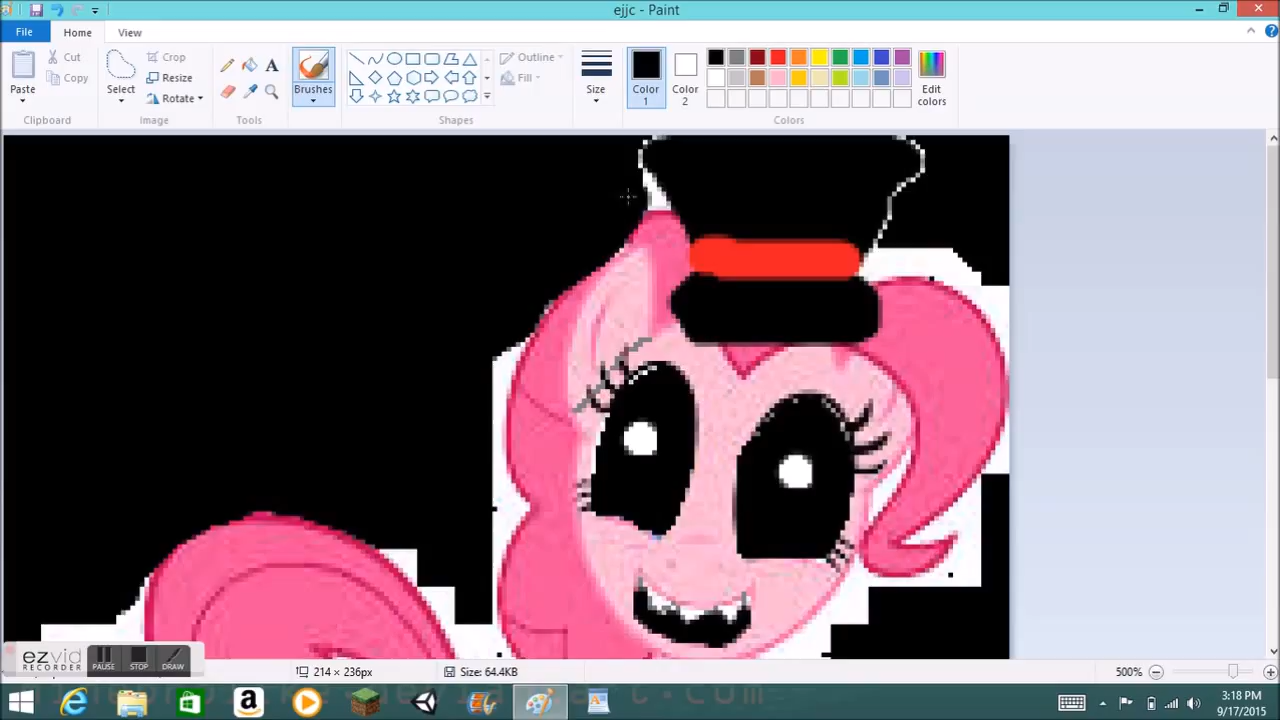 ejjc - Paint
File Home View
Paste
Cut
Copy
Clipboard
Select
Crop
Resize
Rotate
Image
A
Tools
Brushes
Outline
Fill
Shapes
Size
Color 1
Color 2
Edit colors
Colors
ezvid
RECORDER
PAUSE
STOP
DRAW
214 × 236px
Size: 64.4KB
500%
3:18 PM
9/17/2015